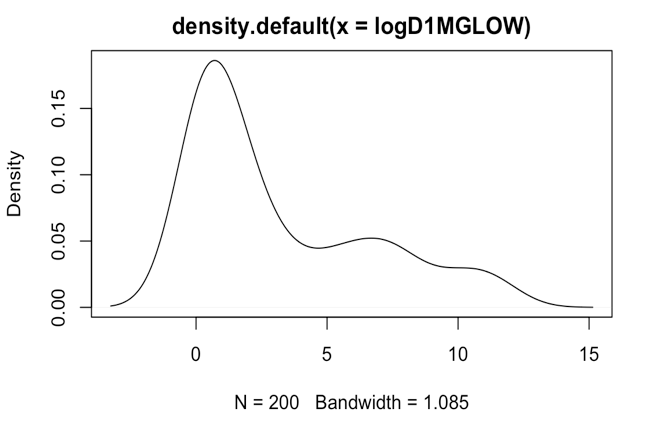 density.default(x = logD1MGLOW)
Density
0.00 0.05 0.10 0.15
0 5 10 15
N = 200 Bandwidth = 1.085